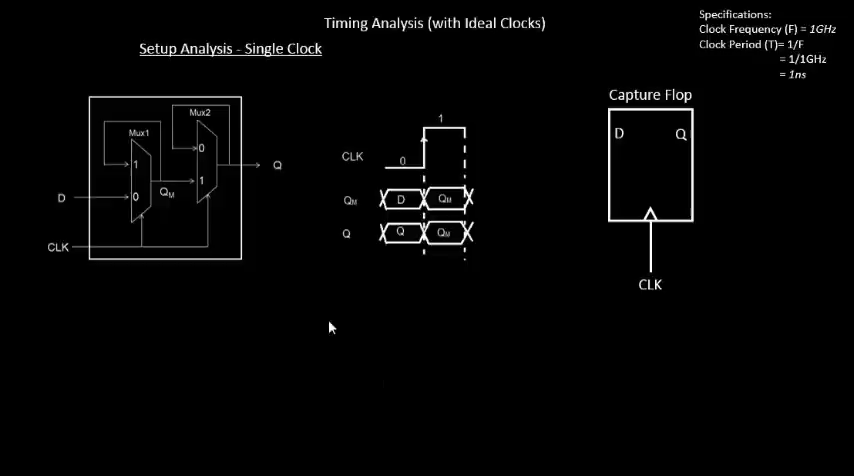 Timing Analysis (with Ideal Clocks)
Specifications:
Clock Frequency (F) = 1GHz
Clock Period (T)= 1/F
= 1/1GHz
= 1ns
Setup Analysis - Single Clock
Mux2
Mux1
0
1
1
0
QM
D
CLK
Q
1
CLK
0
QM
D
QM
Q
Q
QM
Capture Flop
D
Q
CLK